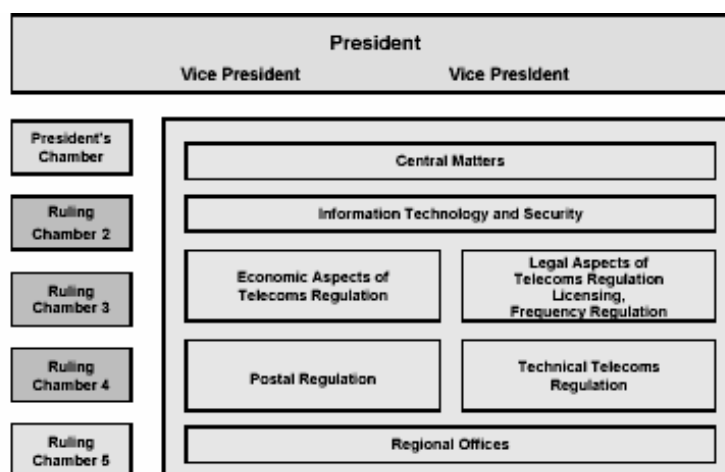 President
Vice President Vice President
President's
Chamber
Central Matters
Ruling
Chamber 2
Information Technology and Security
Ruling
Chamber 3
Economic Aspects of
Telecoms Regulation
Legal Aspects of
Telecoms Regulation
Licensing,
Frequency Regulation
Ruling
Chamber 4
Postal Regulation
Technical Telecoms
Regulation
Ruling
Chamber 5
Regional Offices